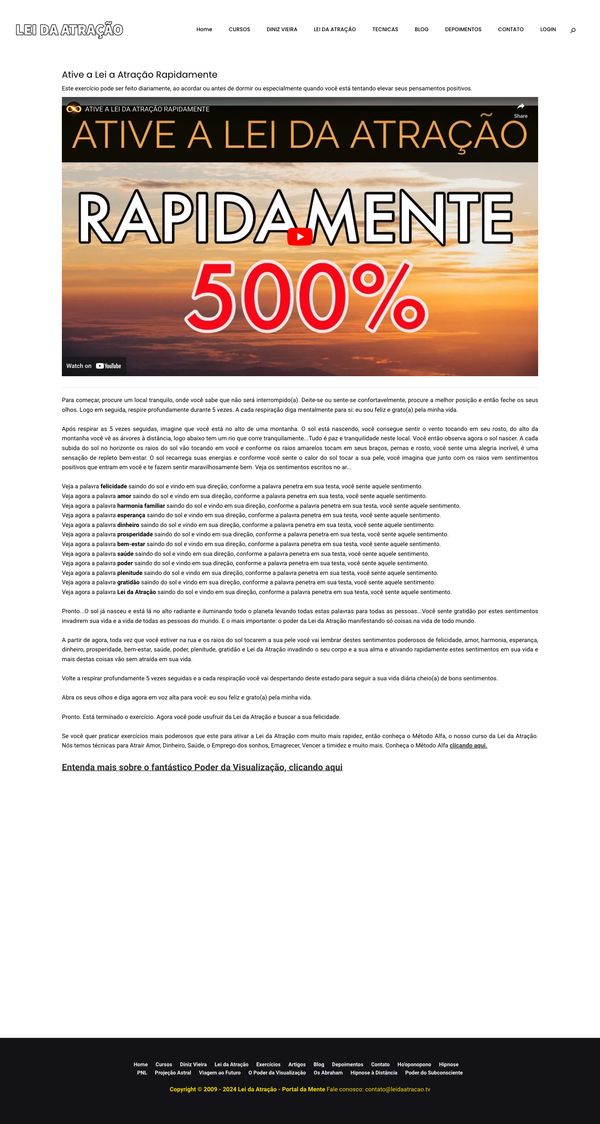 LEI DA ATRAÇÃO
Home CURSOS DINIZ VIEIRA LEI DA ATRAÇÃO TECNICAS BLOG DEPOIMENTOS CONTATO LOGIN
Ative a Lei a Atração Rapidamente
Este exercício pode ser feito diariamente, ao acordar ou antes de dormir ou especialmente quando você está tentando elevar seus pensamentos positivos.
ATIVE A LEI DA ATRAÇÃO RAPIDAMENTE
Share
ATIVE A LEI DA ATRAÇÃO
RAPIDAMENTE
500%
Watch on YouTube
Para começar, procure um local tranquilo, onde você sabe que não será interrompido(a). Deite-se ou sente-se confortavelmente, procure a melhor posição e então feche os seus
olhos. Logo em seguida, respire profundamente durante 5 vezes. A cada respiração diga mentalmente para si: eu sou feliz e grato(a) pela minha vida.
Após respirar as 5 vezes seguidas, imagine que você está no alto de uma montanha. O sol está nascendo, você consegue sentir o vento tocando em seu rosto, do alto da
montanha você vê as árvores à distância, logo abaixo tem um rio que corre tranquilamente...Tudo é paz e tranquilidade neste local. Você então observa agora o sol nascer. A cada
subida do sol no horizonte os raios do sol vão tocando em você e conforme os raios amarelos tocam em seus braços, pernas e rosto, você sente uma alegria incrível, é uma
sensação de repleto bem-estar. O sol recarrega suas energias e conforme você sente o calor do sol tocar a sua pele, você imagina que junto com os raios vem sentimentos
positivos que entram em você e te fazem sentir maravilhosamente bem. Veja os sentimentos escritos no ar...
Veja a palavra felicidade saindo do sol e vindo em sua direção, conforme a palavra penetra em sua testa, você sente aquele sentimento.
Veja agora a palavra amor saindo do sol e vindo em sua direção, conforme a palavra penetra em sua testa, você sente aquele sentimento.
Veja agora a palavra harmonia familiar saindo do sol e vindo em sua direção, conforme a palavra penetra em sua testa, você sente aquele sentimento.
Veja agora a palavra esperança saindo do sol e vindo em sua direção, conforme a palavra penetra em sua testa, você sente aquele sentimento.
Veja agora a palavra dinheiro saindo do sol e vindo em sua direção, conforme a palavra penetra em sua testa, você sente aquele sentimento.
Veja agora a palavra prosperidade saindo do sol e vindo em sua direção, conforme a palavra penetra em sua testa, você sente aquele sentimento.
Veja agora a palavra bem-estar saindo do sol e vindo em sua direção, conforme a palavra penetra em sua testa, você sente aquele sentimento.
Veja agora a palavra saúde saindo do sol e vindo em sua direção, conforme a palavra penetra em sua testa, você sente aquele sentimento.
Veja agora a palavra poder saindo do sol e vindo em sua direção, conforme a palavra penetra em sua testa, você sente aquele sentimento.
Veja agora a palavra plenitude saindo do sol e vindo em sua direção, conforme a palavra penetra em sua testa, você sente aquele sentimento.
Veja agora a palavra gratidão saindo do sol e vindo em sua direção, conforme a palavra penetra em sua testa, você sente aquele sentimento.
Veja agora a palavra Lei da Atração saindo do sol e vindo em sua direção, conforme a palavra penetra em sua testa, você sente aquele sentimento.
Pronto...O sol já nasceu e está lá no alto radiante e iluminando todo o planeta levando todas estas palavras para todas as pessoas...Você sente gratidão por estes sentimentos
invadirem sua vida e a vida de todas as pessoas do mundo. E o mais importante: o poder da Lei da Atração manifestando só coisas na vida de todo mundo.
A partir de agora, toda vez que você estiver na rua e os raios do sol tocarem a sua pele você vai lembrar destes sentimentos poderosos de felicidade, amor, harmonia, esperança,
dinheiro, prosperidade, bem-estar, saúde, poder, plenitude, gratidão e Lei da Atração invadindo o seu corpo e a sua alma e ativando rapidamente estes sentimentos em sua vida e
mais destas coisas vão sem atraída em sua vida.
Volte a respirar profundamente 5 vezes seguidas e a cada respiração você vai despertando deste estado para seguir a sua vida diária cheio(a) de bons sentimentos.
Abra os seus olhos e diga agora em voz alta para você: eu sou feliz e grato(a) pela minha vida.
Pronto. Está terminado o exercício. Agora você pode usufruir da Lei da Atração e buscar a sua felicidade.
Se você quer praticar exercícios mais poderosos que este para ativar a Lei da Atração com muito mais rapidez, então conheça o Método Alfa, o nosso curso da Lei da Atração.
Nós temos técnicas para Atrair Amor, Dinheiro, Saúde, o Emprego dos sonhos, Emagrecer, Vencer a timidez e muito mais. Conheça o Método Alfa clicando aqui.
Entenda mais sobre o fantástico Poder da Visualização, clicando aqui
Home Cursos Diniz Vieira Lei da Atração Exercícios Artigos Blog Depoimentos Contato Ho'oponopono Hipnose
PNL Projeção Astral Viagem ao Futuro O Poder da Visualização Os Abraham Hipnose à Distância Poder do Subconsciente
Copyright © 2009 - 2024 Lei da Atração - Portal da Mente Fale conosco: contato@leidaatracao.tv